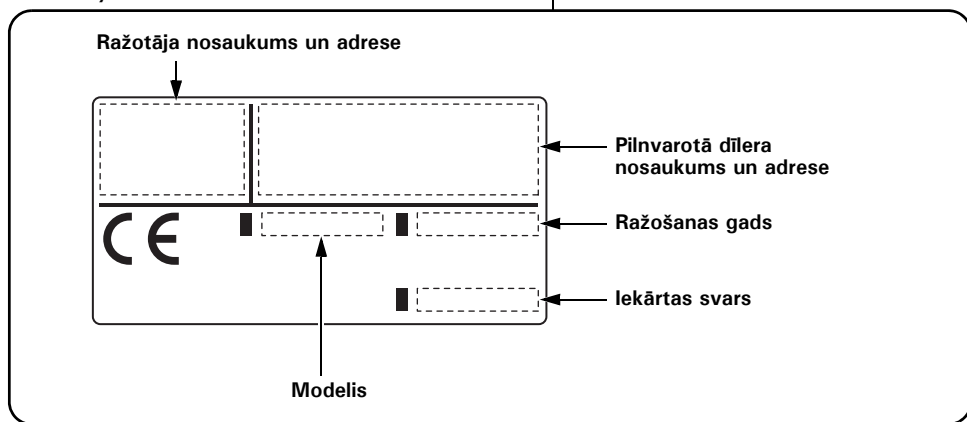 Ražotāja nosaukums un adrese
Pilnvarotā dīlera
nosaukums un adrese
CE
Ražošanas gads
Iekārtas svars
Modelis